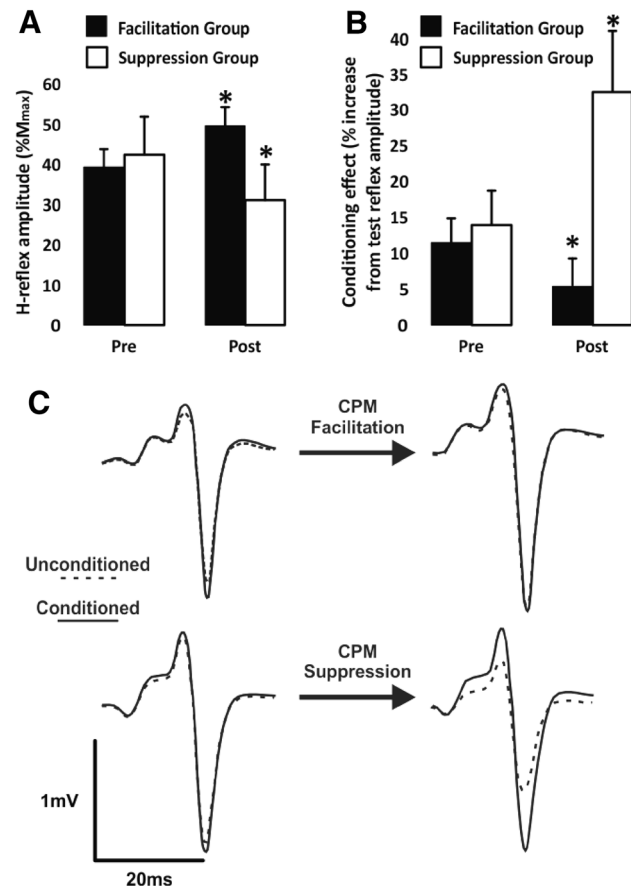 A
Facilitation Group
Suppression Group
H-reflex amplitude (%Mmax)
60
50
40
30
20
10
0
*
*
Pre
Post
B
Facilitation Group
Suppression Group
Conditioning effect (% increase
from test reflex amplitude)
40
35
30
25
20
15
10
5
0
*
*
Pre
Post
C
CPM
Facilitation
Unconditioned
Conditioned
CPM
Suppression
1mV
20ms